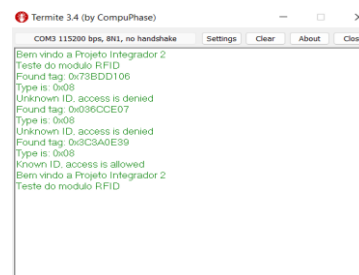 Termite 3.4 (by CompuPhase)
COM3 115200 bps, 8N1, no handshake Settings Clear About Clos
Bem vindo a Projeto Integrador 2
Teste do modulo RFID
Found tag: 0x73BDD106
Type is: 0x08
Unknown ID, access is denied
Found tag: 0x036CCE07
Type is: 0x08
Unknown ID, access is denied
Found tag: 0x3C3A0E39
Type is: 0x08
Known ID, access is allowed
Bem vindo a Projeto Integrador 2
Teste do modulo RFID